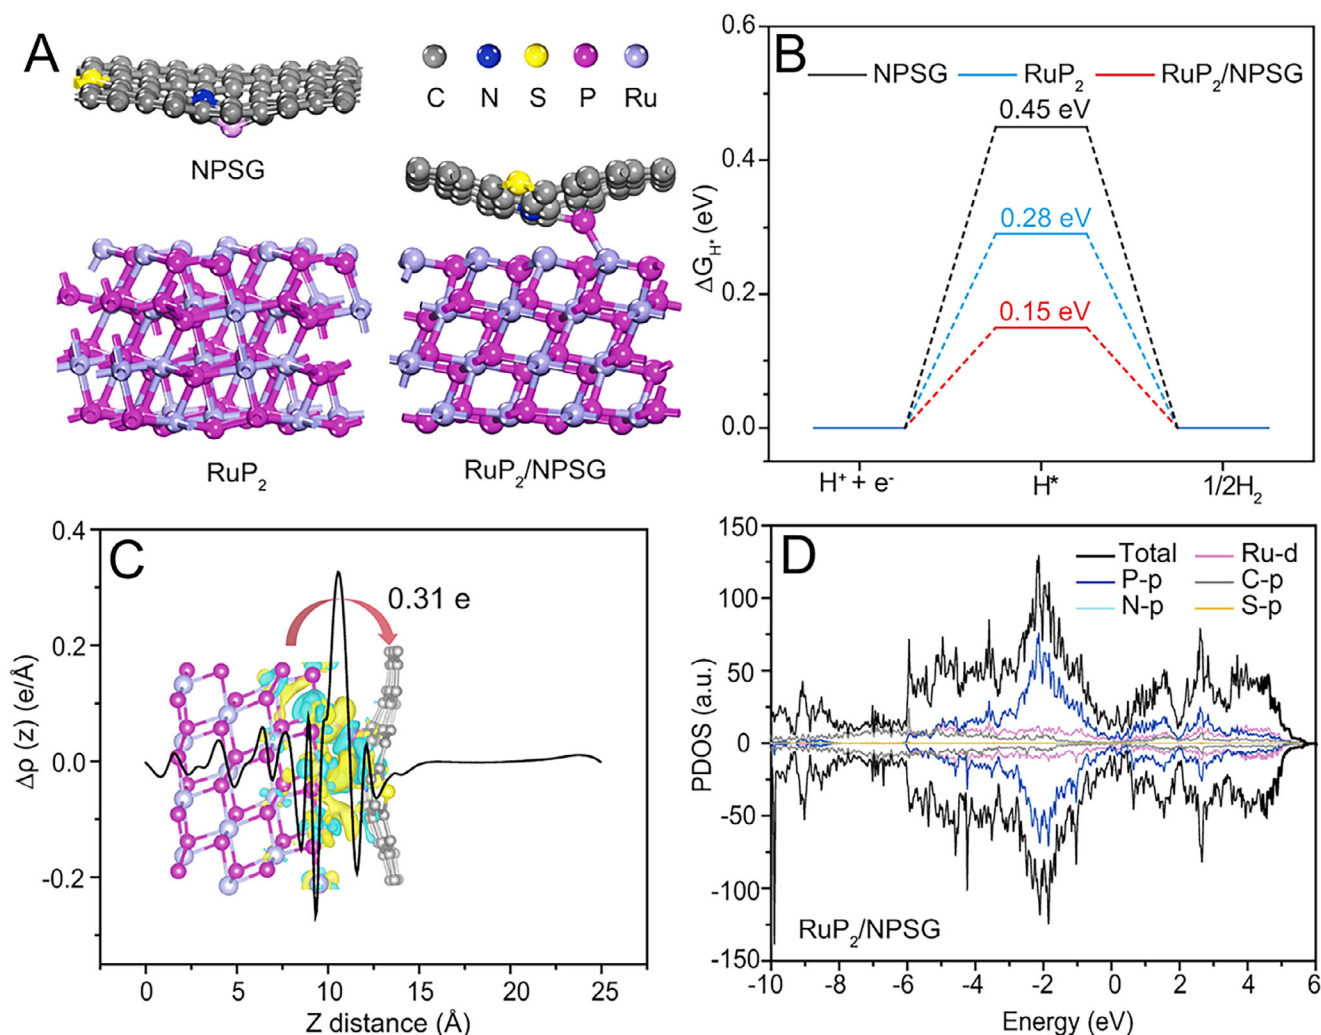 A
C N S P Ru
NPSG
RuP2
RuP2/NPSG
B
NPSG RuP2 RuP2/NPSG
0.6
0.4
0.2
0.0
ΔGH* (eV)
0.45 eV
0.28 eV
0.15 eV
H+ + e- H* 1/2H2
C
0.4
0.2
0.0
-0.2
Δρ (z) (e/Å)
0.31 e
0 5 10 15 20 25
Z distance (Å)
D
Total Ru-d
P-p C-p
N-p S-p
150
100
50
0
-50
-100
-150
PDOS (a.u.)
RuP2/NPSG
-10 -8 -6 -4 -2 0 2 4 6
Energy (eV)